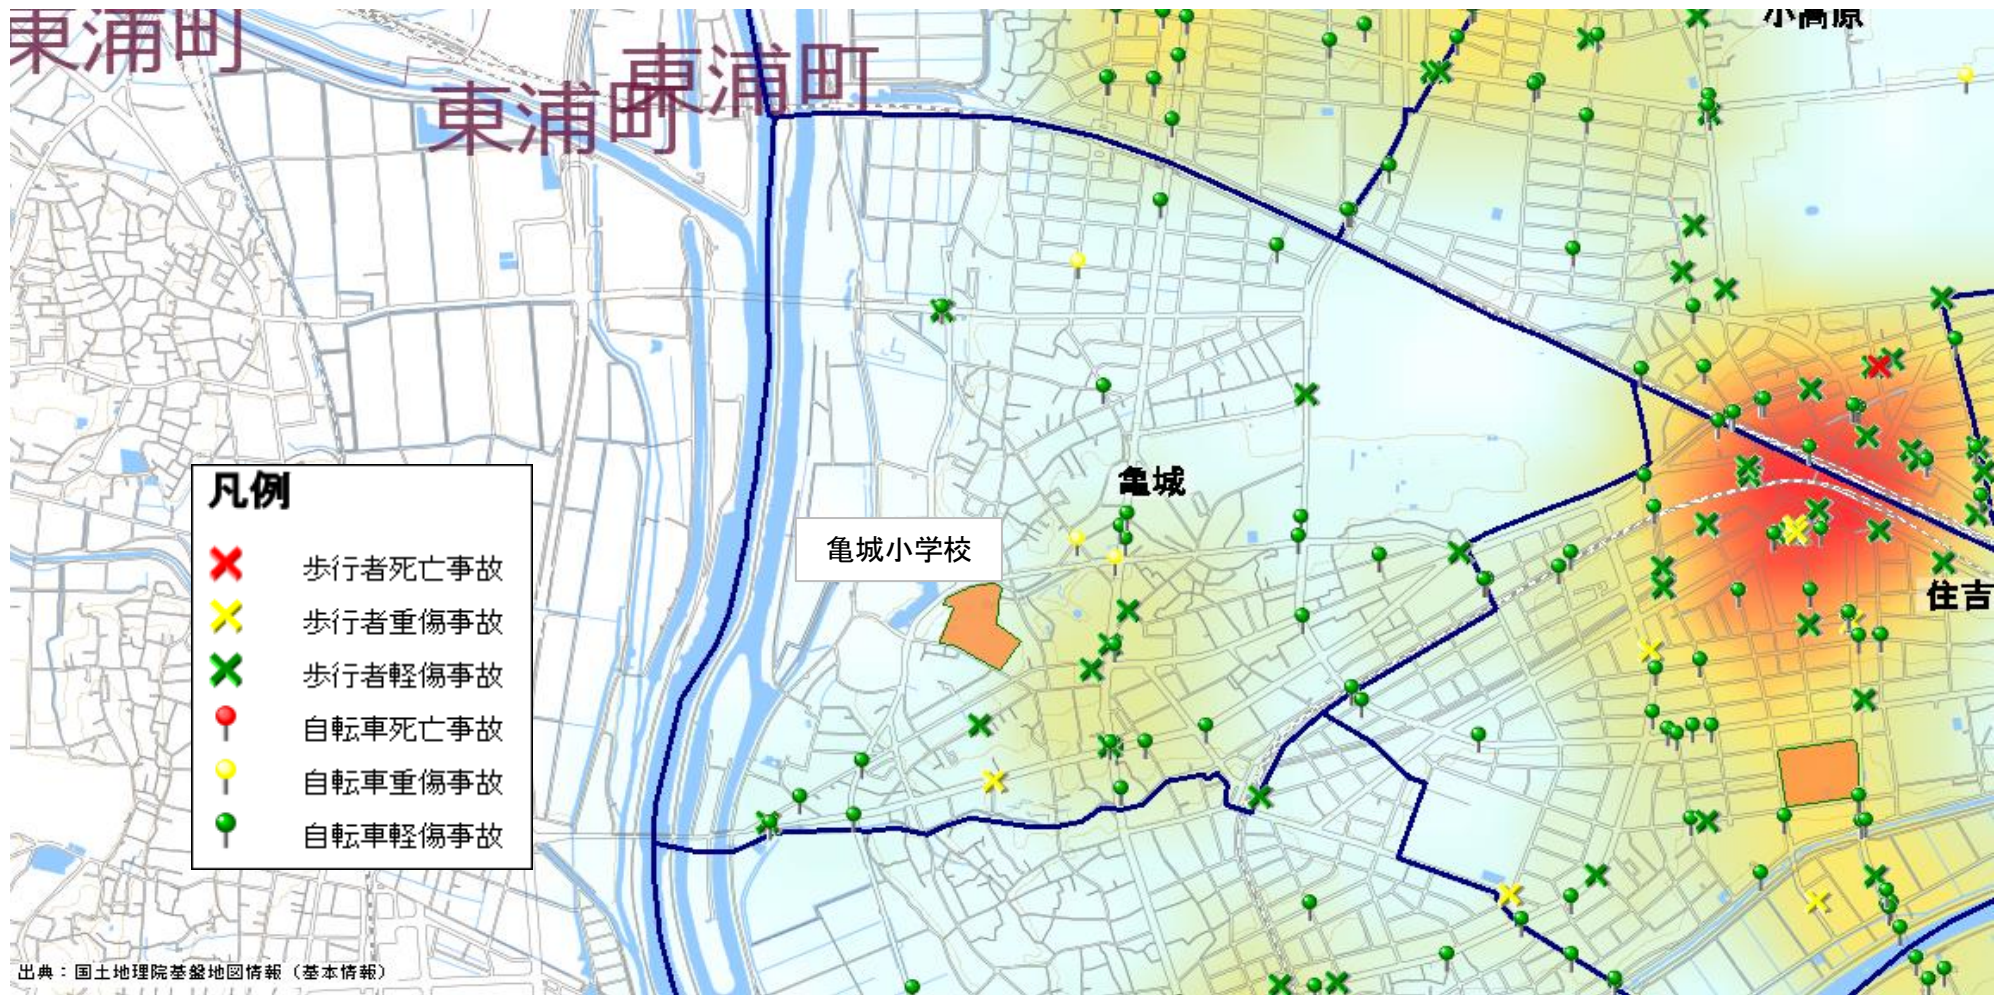 東浦町
東浦町
東浦町
小高原
亀城
亀城小学校
住吉
凡例
歩行者死亡事故
歩行者重傷事故
歩行者軽傷事故
自転車死亡事故
自転車重傷事故
自転車軽傷事故
出典：国土地理院基盤地図情報（基本情報）